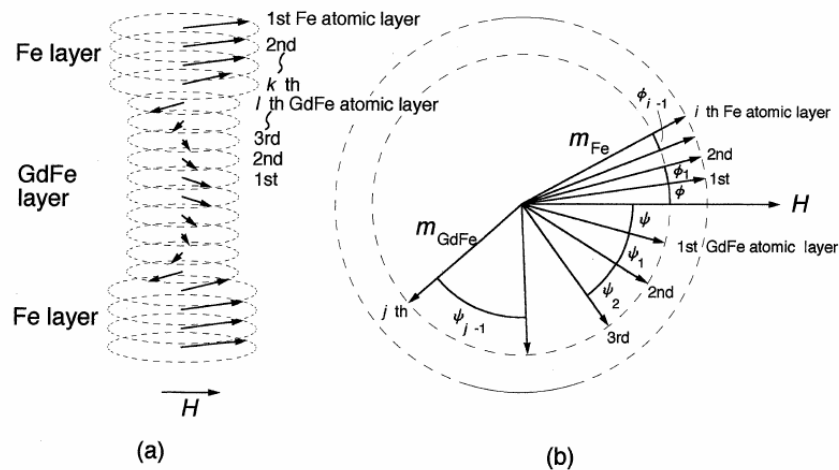 1st Fe atomic layer
Fe layer
2nd
k th
l th GdFe atomic layer
3rd
GdFe
layer
2nd
1st
Fe layer
H
(a)
ϕi-1
i th Fe atomic layer
mFe
2nd
ϕ1
1st
ϕ
H
ψ
mGdFe
1st GdFe atomic layer
ψ1
ψ2
2nd
j th
ψj-1
3rd
(b)